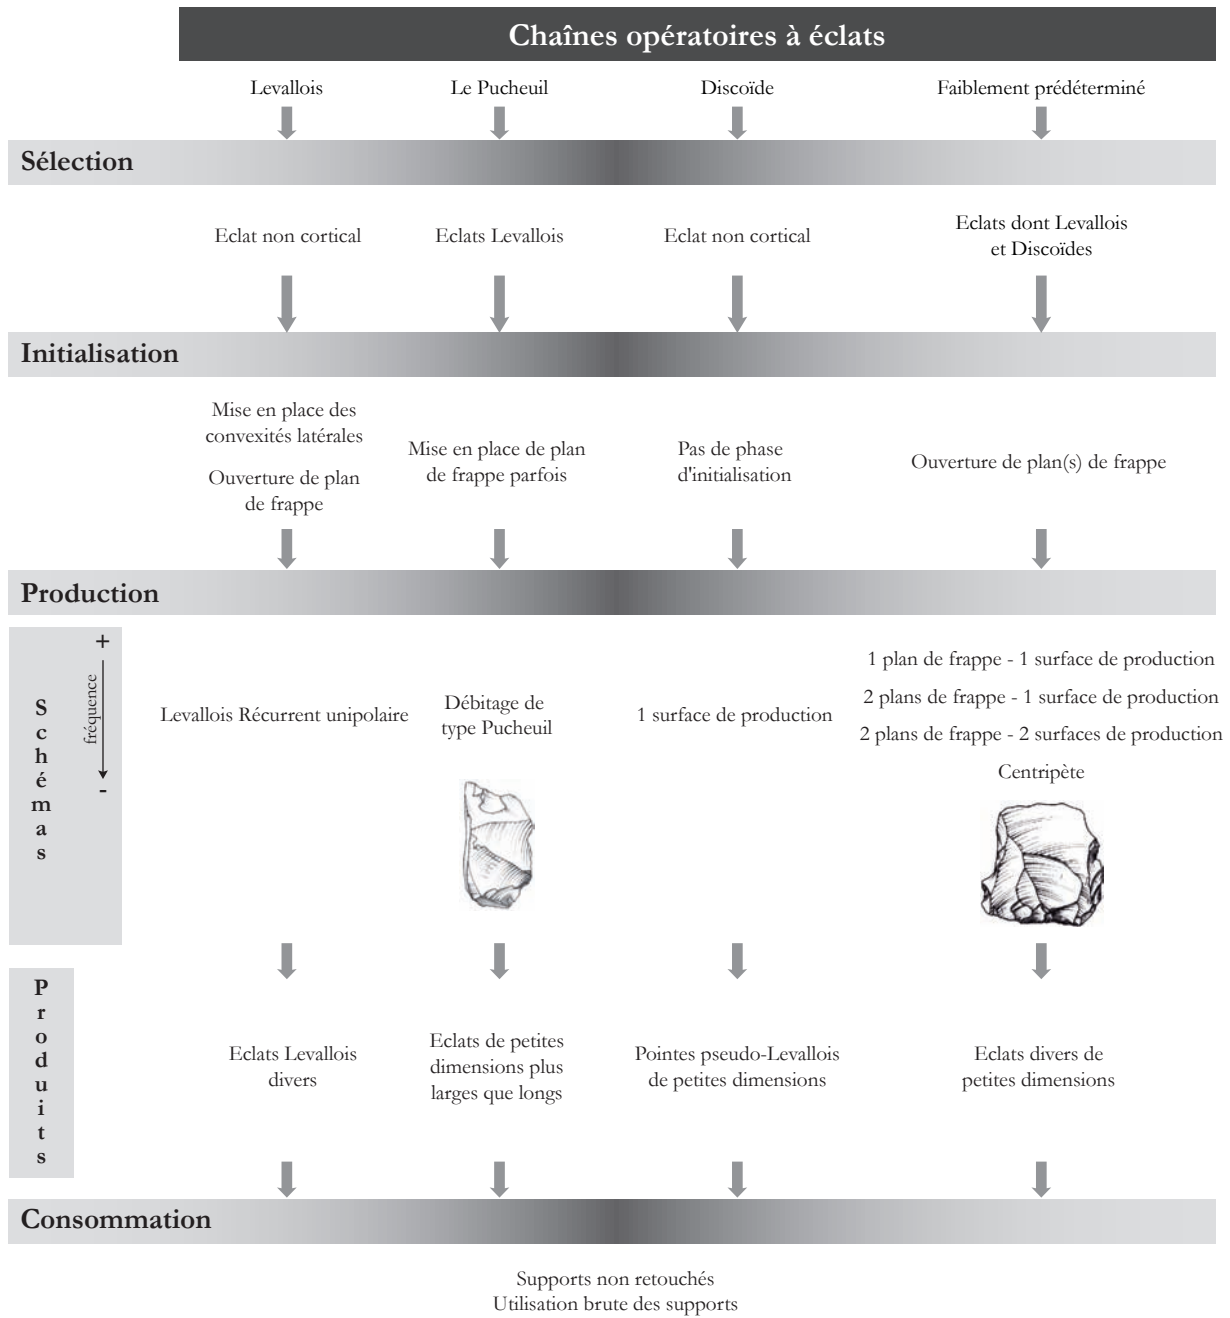 Chaînes opératoires à éclats
Levallois
Le Pucheuil
Discoïde
Faiblement prédéterminé
Sélection
Eclat non cortical
Eclats Levallois
Eclat non cortical
Eclats dont Levallois
et Discoïdes
Initialisation
Mise en place des
convexités latérales
Ouverture de plan
de frappe
Mise en place de plan
de frappe parfois
Pas de phase
d'initialisation
Ouverture de plan(s) de frappe
Production
Schémas
+
fréquence
-
Levallois Récurrent unipolaire
Débitage de
type Pucheuil
1 surface de production
1 plan de frappe - 1 surface de production
2 plans de frappe - 1 surface de production
2 plans de frappe - 2 surfaces de production
Centripète
Produits
Eclats Levallois
divers
Eclats de petites
dimensions plus
larges que longs
Pointes pseudo-Levallois
de petites dimensions
Eclats divers de
petites dimensions
Consommation
Supports non retouchés
Utilisation brute des supports